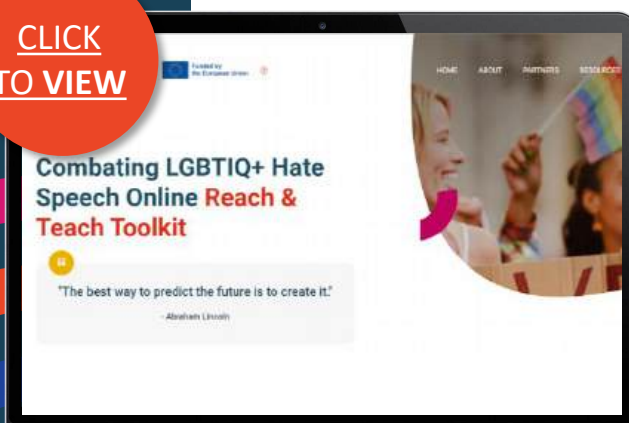 CLICK
TO VIEW
Funded by
the European Union
HOME ABOUT PARTNERS RESOURCES
Combating LGBTIQ+ Hate
Speech Online Reach &
Teach Toolkit
"The best way to predict the future is to create it."
- Abraham Lincoln